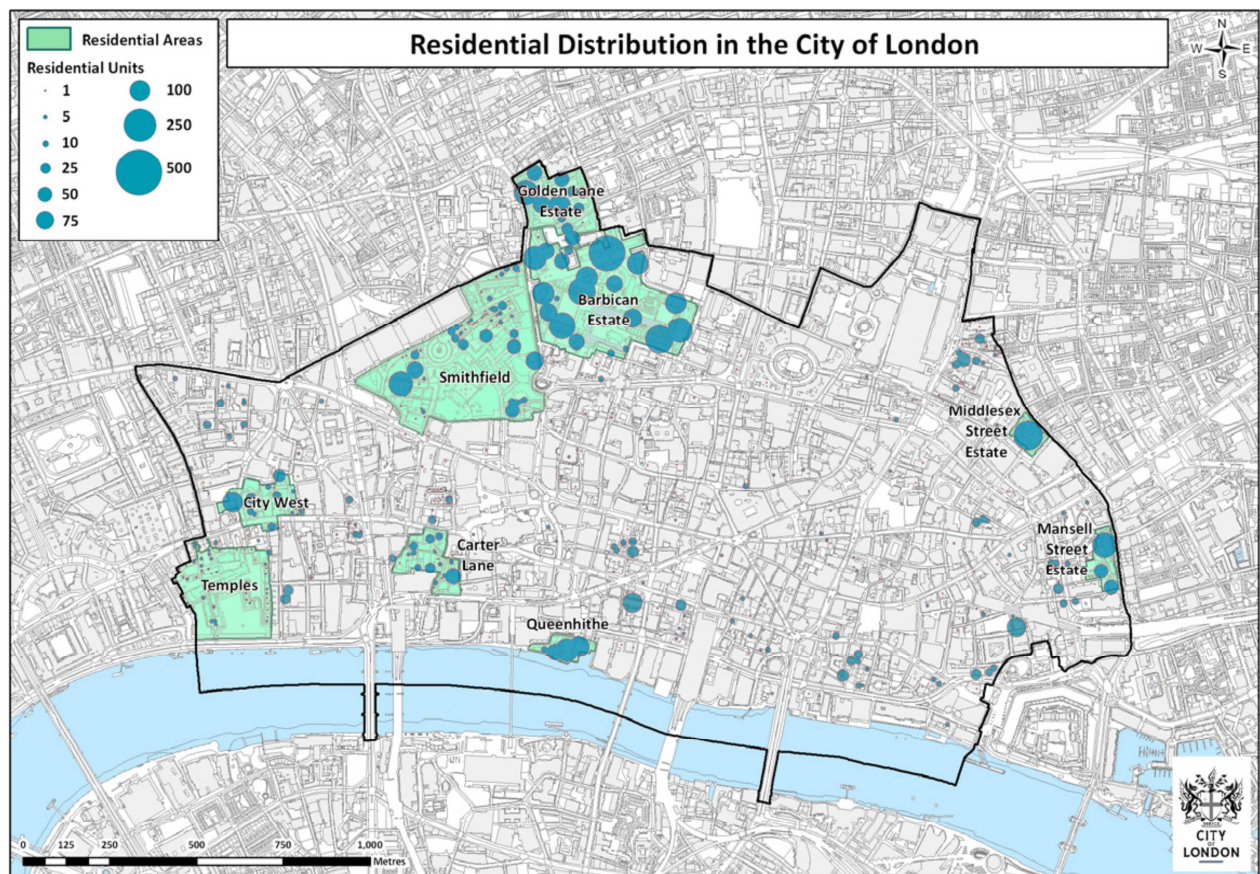 Residential Distribution in the City of London
Residential Areas
Residential Units
1
5
10
25
50
75
100
250
500
N
W E
S
Golden Lane
Estate
Barbican
Estate
Smithfield
Middlesex
Street
Estate
City West
Mansell
Street
Estate
Carter
Lane
Temples
Queenhithe
0 125 250 500 750 1,000
Metres
CITY
OF
LONDON